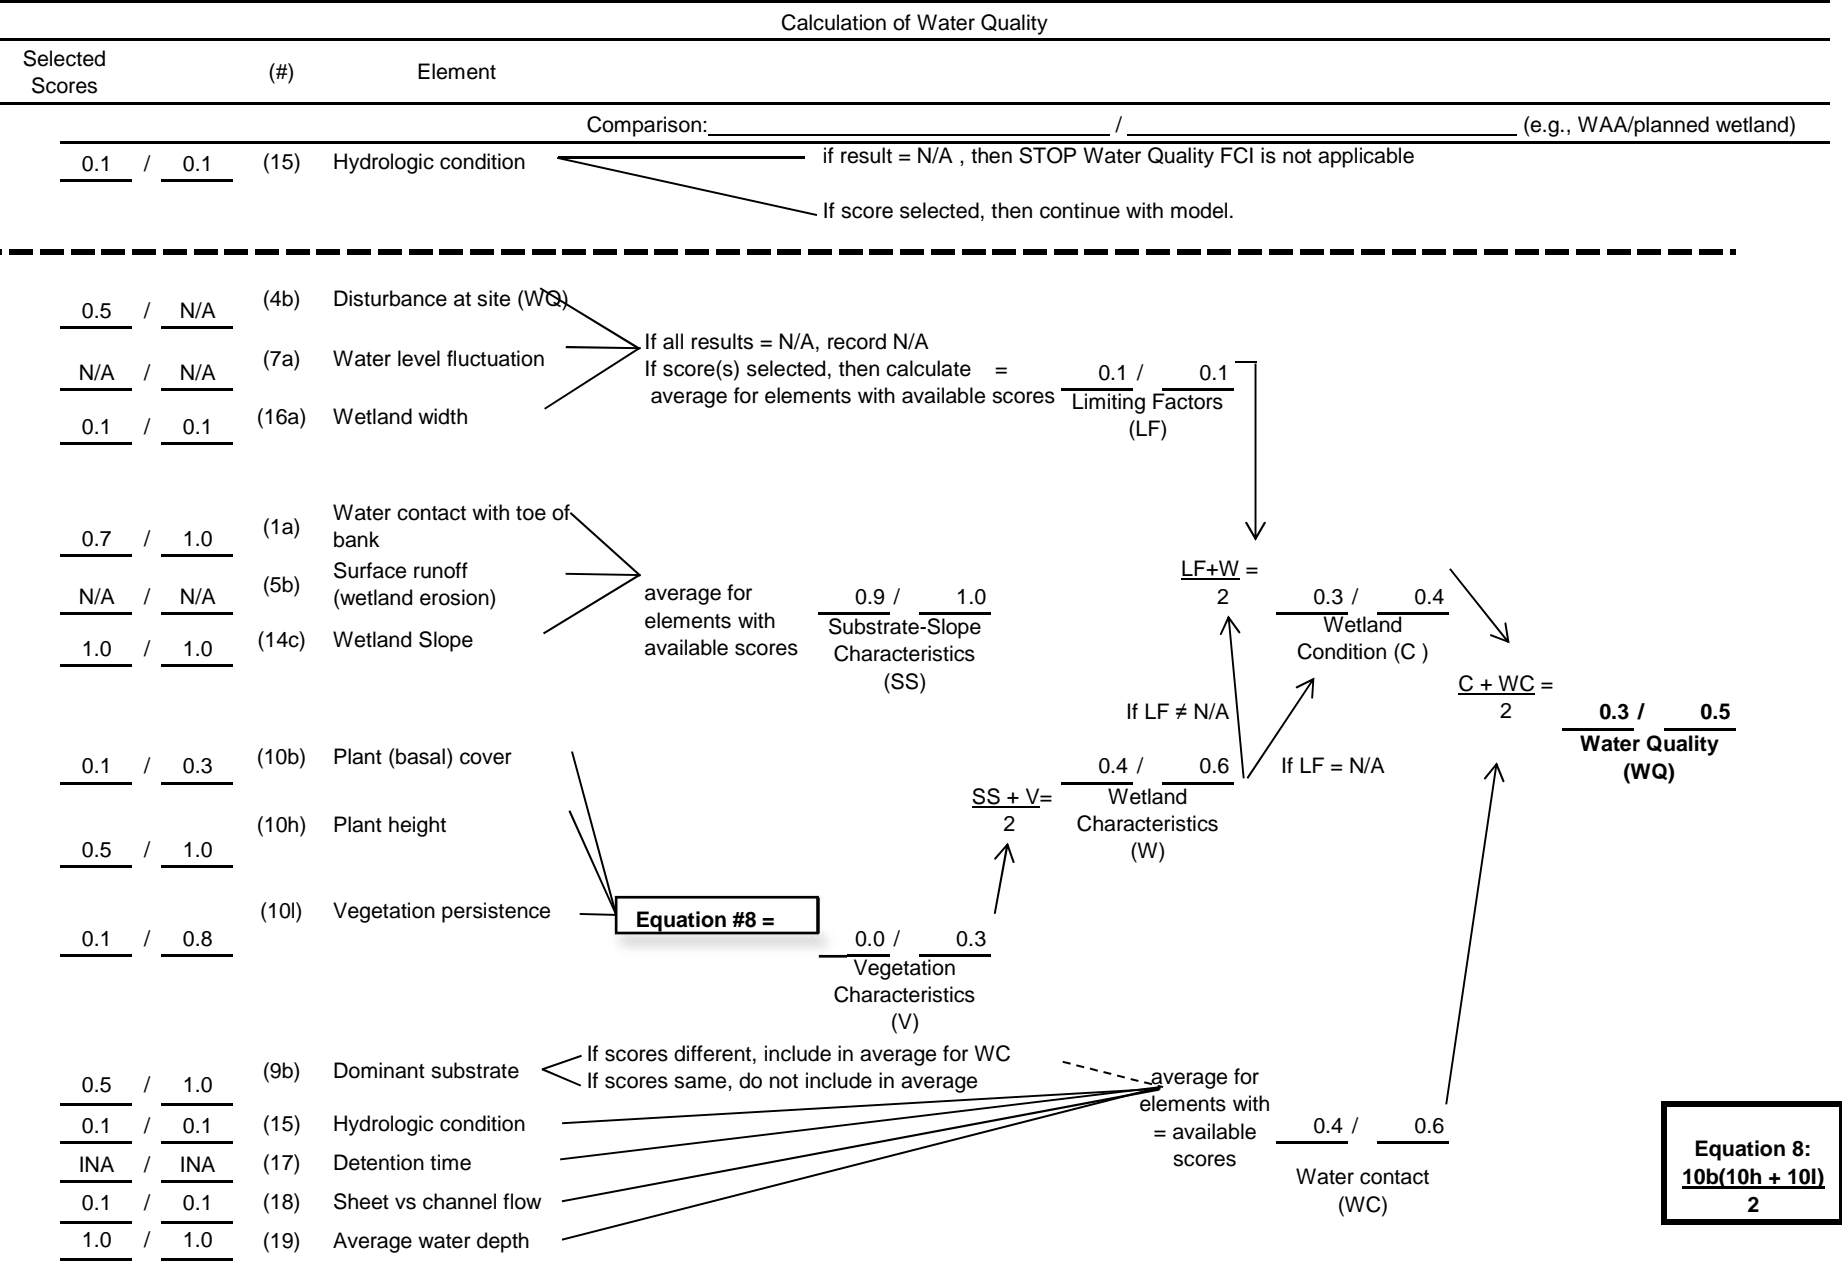 Calculation of Water Quality
Selected
Scores
(#)
Element
Comparison: / (e.g., WAA/planned wetland)
0.1 / 0.1 (15) Hydrologic condition
if result = N/A , then STOP Water Quality FCI is not applicable
If score selected, then continue with model.
0.5 / N/A (4b) Disturbance at site (WQ)
N/A / N/A (7a) Water level fluctuation
0.1 / 0.1 (16a) Wetland width
If all results = N/A, record N/A
If score(s) selected, then calculate =
average for elements with available scores
0.1 / 0.1
Limiting Factors
(LF)
0.7 / 1.0 (1a) Water contact with toe of
bank
N/A / N/A (5b) Surface runoff
(wetland erosion)
1.0 / 1.0 (14c) Wetland Slope
average for
elements with
available scores
0.9 / 1.0
Substrate-Slope
Characteristics
(SS)
LF+W =
2
0.3 / 0.4
Wetland
Condition (C )
C + WC =
2
0.3 / 0.5
Water Quality
(WQ)
If LF ≠ N/A
If LF = N/A
0.1 / 0.3 (10b) Plant (basal) cover
0.5 / 1.0 (10h) Plant height
0.1 / 0.8 (10l) Vegetation persistence
SS + V=
2
0.4 / 0.6
Wetland
Characteristics
(W)
Equation #8 =
0.0 / 0.3
Vegetation
Characteristics
(V)
0.5 / 1.0 (9b) Dominant substrate
If scores different, include in average for WC
If scores same, do not include in average
0.1 / 0.1 (15) Hydrologic condition
INA / INA (17) Detention time
0.1 / 0.1 (18) Sheet vs channel flow
1.0 / 1.0 (19) Average water depth
average for
elements with
= available
scores
0.4 / 0.6
Water contact
(WC)
Equation 8:
10b(10h + 10l)
2